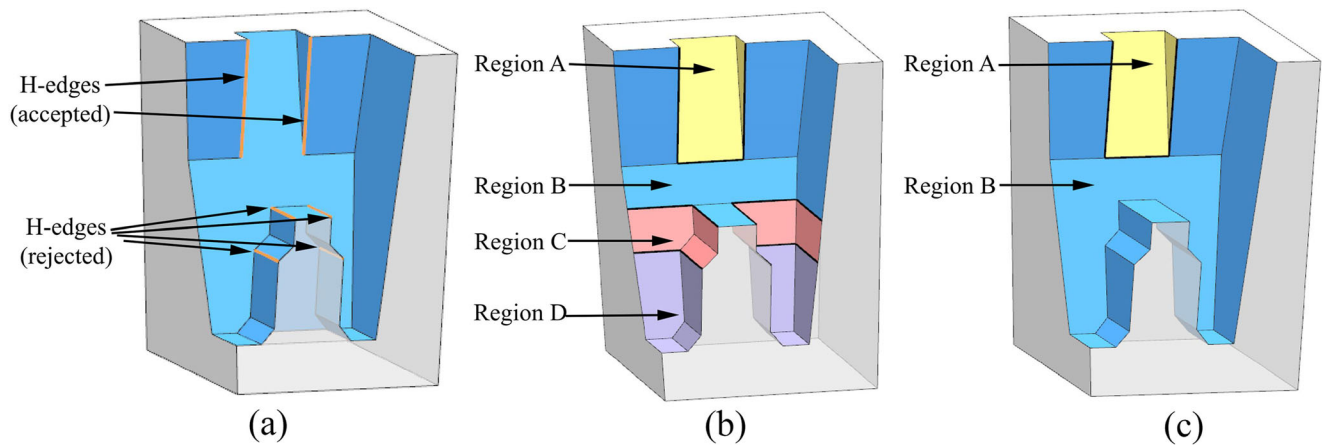 H-edges
(accepted)
H-edges
(rejected)
(a)
Region A
Region B
Region C
Region D
(b)
Region A
Region B
(c)